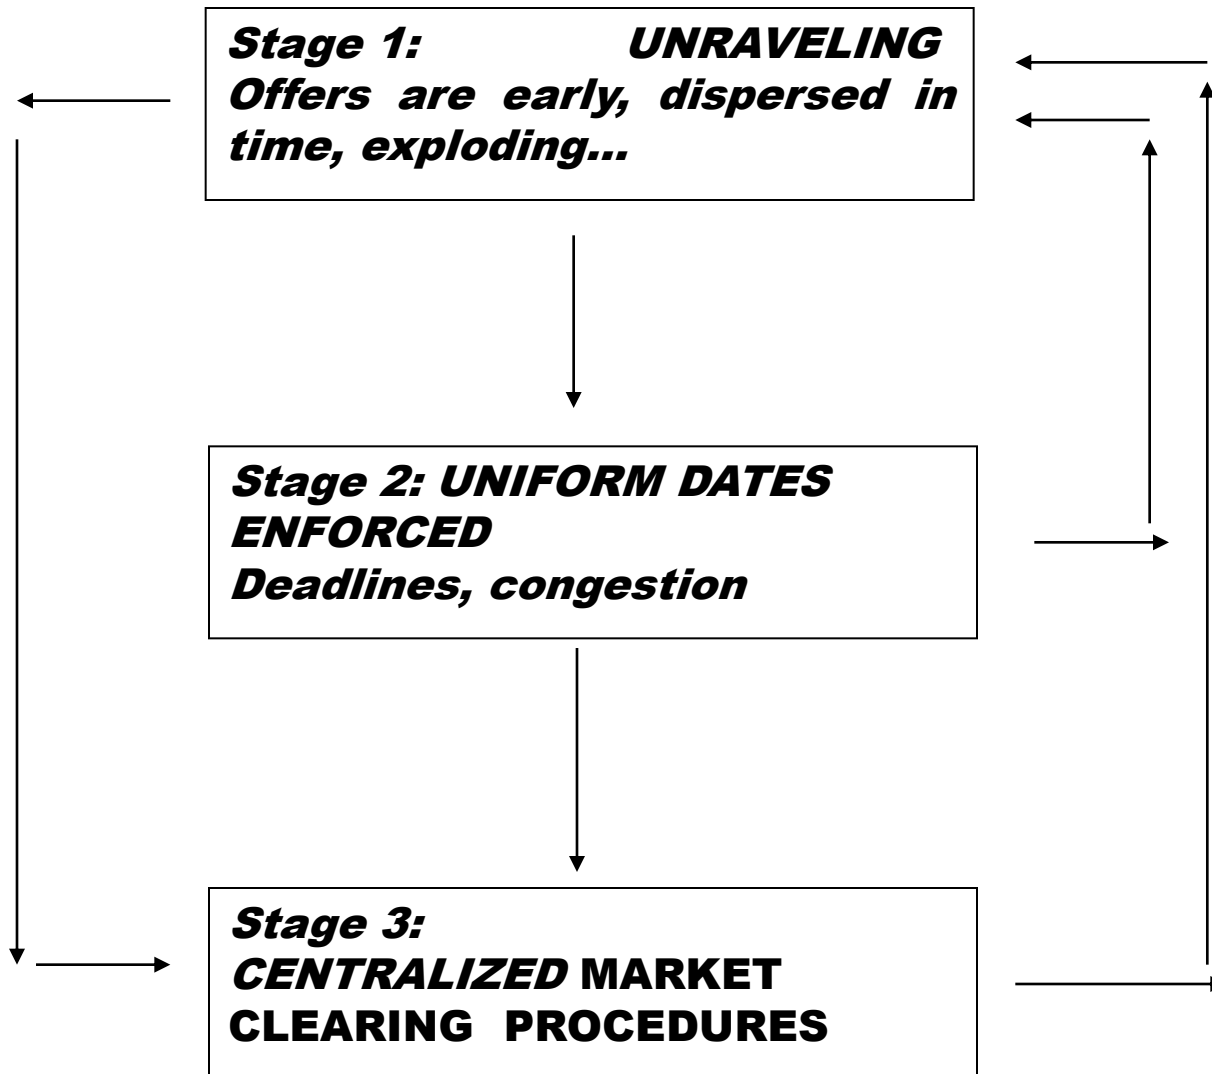 Stage 1: UNRAVELING
Offers are early, dispersed in
time, exploding...
Stage 2: UNIFORM DATES
ENFORCED
Deadlines, congestion
Stage 3:
CENTRALIZED MARKET
CLEARING PROCEDURES